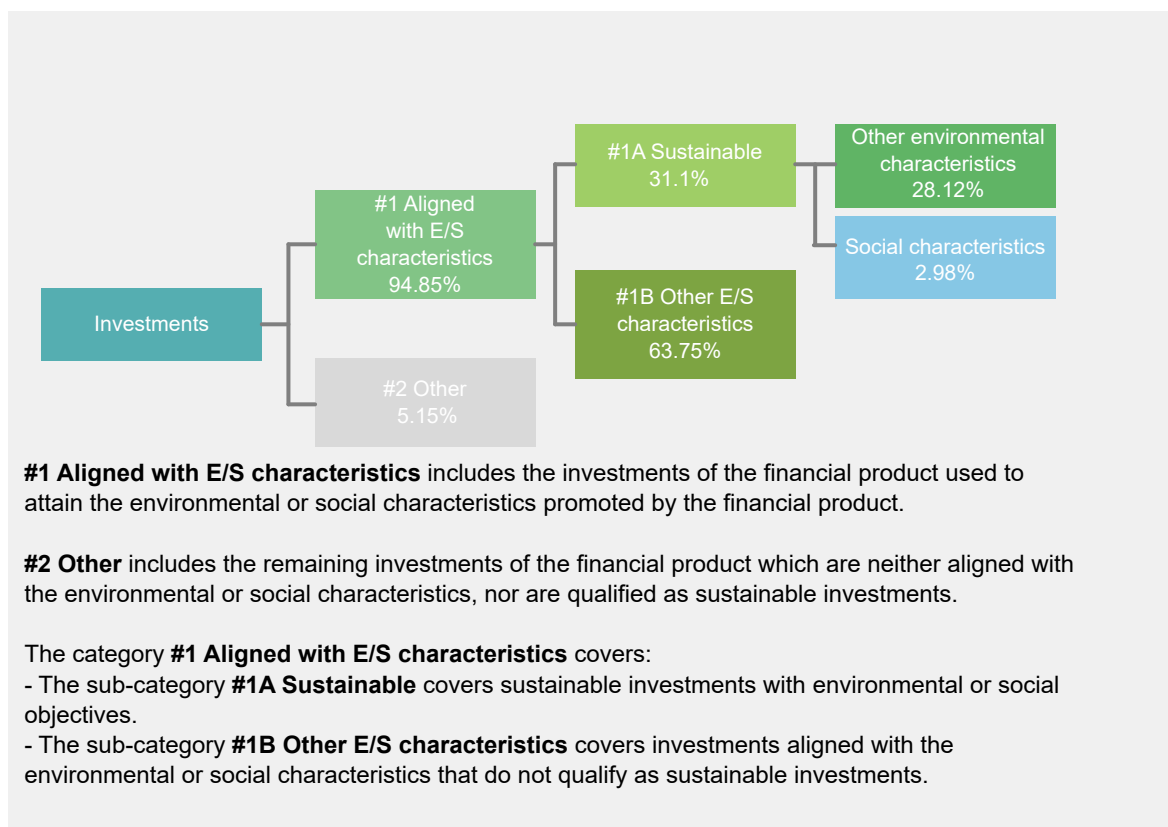 Investments
#1 Aligned
with E/S
characteristics
94.85%
#2 Other
5.15%
#1A Sustainable
31.1%
#1B Other E/S
characteristics
63.75%
Other environmental
characteristics
28.12%
Social characteristics
2.98%
#1 Aligned with E/S characteristics includes the investments of the financial product used to
attain the environmental or social characteristics promoted by the financial product.
#2 Other includes the remaining investments of the financial product which are neither aligned with
the environmental or social characteristics, nor are qualified as sustainable investments.
The category #1 Aligned with E/S characteristics covers:
- The sub-category #1A Sustainable covers sustainable investments with environmental or social
objectives.
- The sub-category #1B Other E/S characteristics covers investments aligned with the
environmental or social characteristics that do not qualify as sustainable investments.